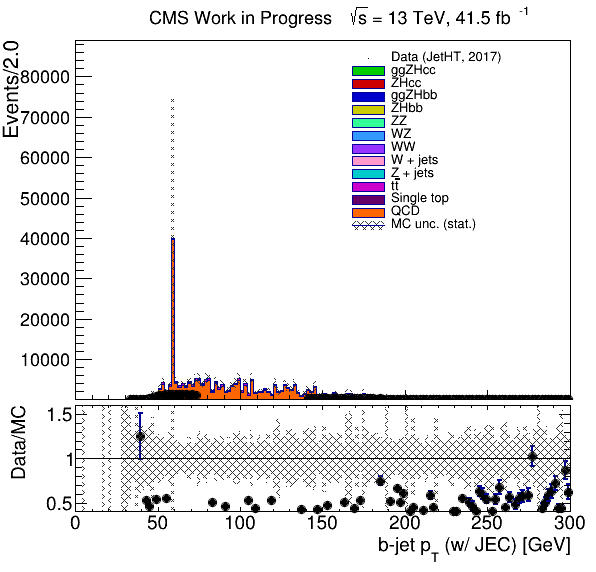 CMS Work in Progress √s = 13 TeV, 41.5 fb⁻¹
Events/2.0
80000
70000
60000
50000
40000
30000
20000
10000
Data (JetHT, 2017)
ggZHcc
ZHcc
ggZHbb
ZHbb
ZZ
WZ
WW
W + jets
Z + jets
tt̄
Single top
QCD
MC unc. (stat.)
Data/MC
1.5
1
0.5
0 50 100 150 200 250 300
b-jet p_T (w/ JEC) [GeV]